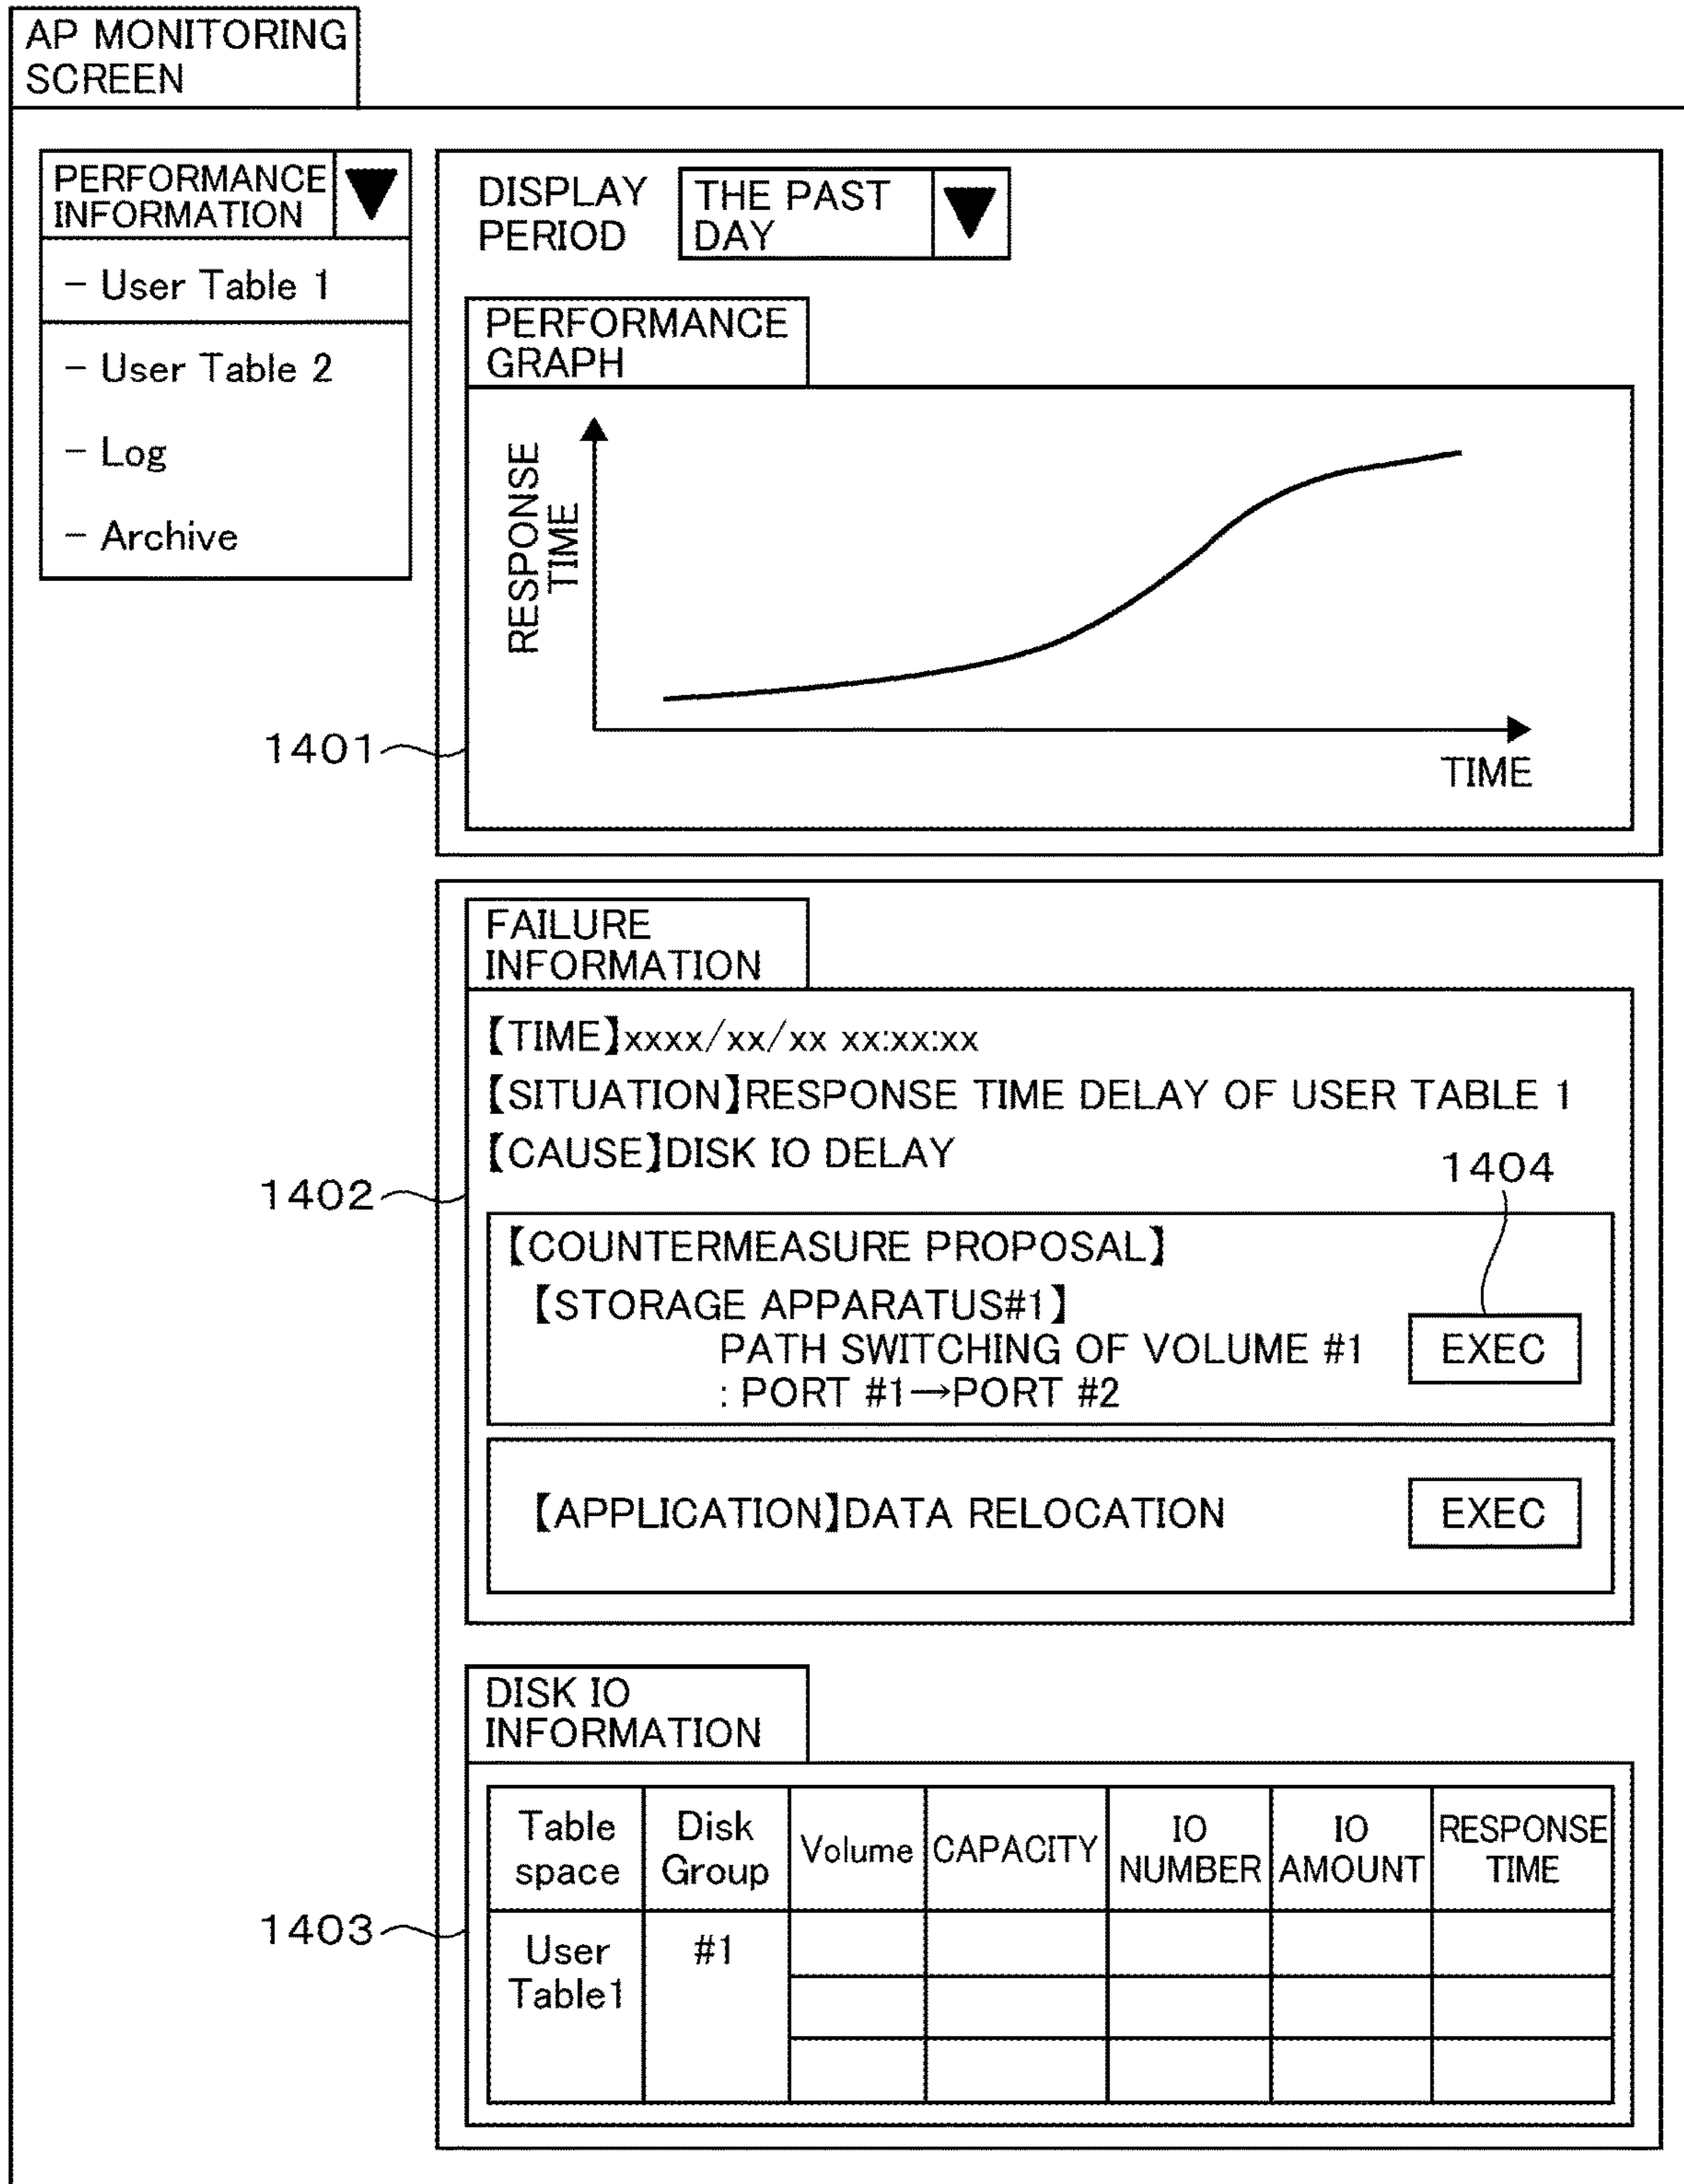 AP MONITORING
SCREEN
PERFORMANCE
INFORMATION
- User Table 1
- User Table 2
- Log
- Archive
DISPLAY
PERIOD
THE PAST
DAY
PERFORMANCE
GRAPH
RESPONSE
TIME
TIME
1401
FAILURE
INFORMATION
【TIME】xxxx/xx/xx xx:xx:xx
【SITUATION】RESPONSE TIME DELAY OF USER TABLE 1
【CAUSE】DISK IO DELAY
1402
1404
【COUNTERMEASURE PROPOSAL】
【STORAGE APPARATUS#1】
PATH SWITCHING OF VOLUME #1
: PORT #1→PORT #2
EXEC
【APPLICATION】DATA RELOCATION
EXEC
DISK IO
INFORMATION
Table
space
Disk
Group
Volume
CAPACITY
IO
NUMBER
IO
AMOUNT
RESPONSE
TIME
1403
User
Table1
#1